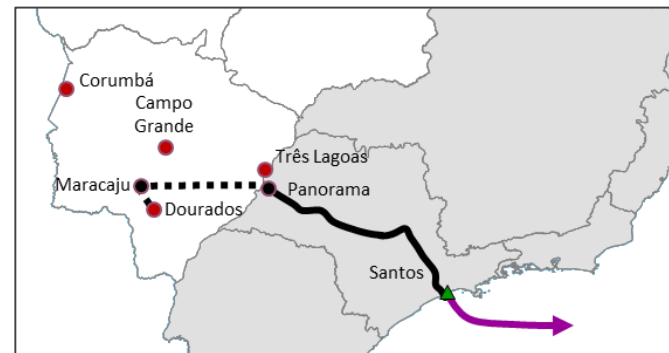 Corumbá
Campo
Grande
Três Lagoas
Maracaju
Panorama
Dourados
Santos